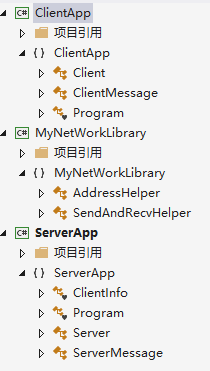 C# ClientApp
项目引用
{ } ClientApp
Client
ClientMessage
Program
C# MyNetWorkLibrary
项目引用
{ } MyNetWorkLibrary
AddressHelper
SendAndRecvHelper
C# ServerApp
项目引用
{ } ServerApp
ClientInfo
Program
Server
ServerMessage